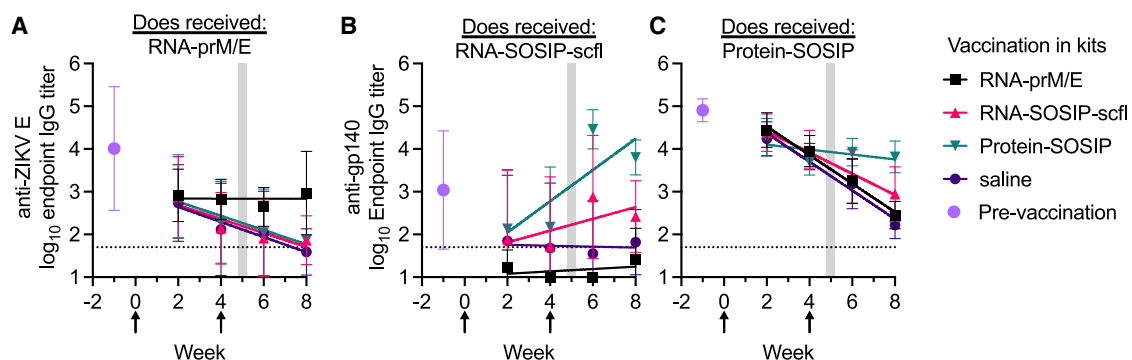 A
Does received:
RNA-prM/E
anti-ZIKV E
log10 endpoint IgG titer
6
5
4
3
2
1
-2 0 2 4 6 8
Week
B
Does received:
RNA-SOSIP-scfl
anti-gp140
log10 Endpoint IgG titer
6
5
4
3
2
1
-2 0 2 4 6 8
Week
C
Does received:
Protein-SOSIP
6
5
4
3
2
1
-2 0 2 4 6 8
Week
Vaccination in kits
RNA-prM/E
RNA-SOSIP-scfl
Protein-SOSIP
saline
Pre-vaccination